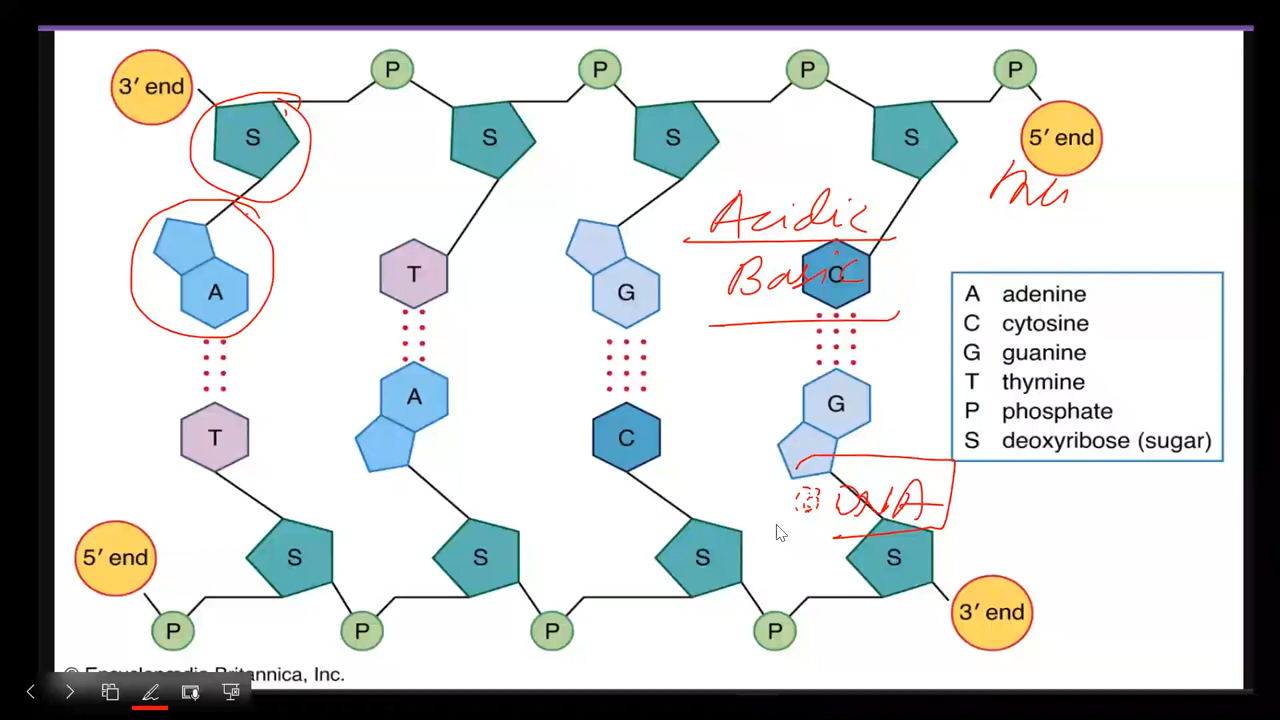 3′ end
P
P
P
P
S
S
S
S
5′ end
Acidic
A
T
G
Basic
C
A adenine
C cytosine
G guanine
T thymine
P phosphate
S deoxyribose (sugar)
T
A
C
G
DNA
5′ end
S
S
S
S
3′ end
P
P
P
P
© Encyclopædia Britannica, Inc.